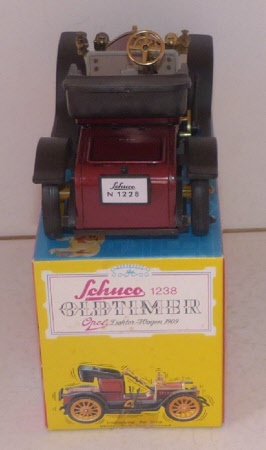 Schuco
N 1228
Schuco 1238
OLDTIMER
Opel Doktor-Wagen 1909